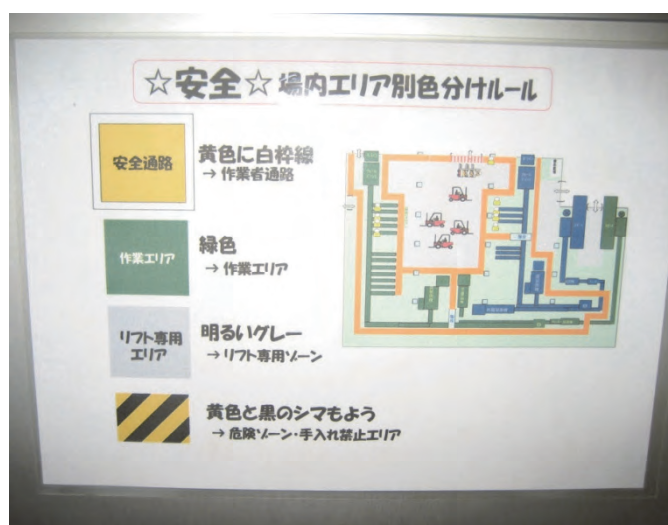 ☆安全☆場内エリア別色分けルール
安全通路
黄色に白枠線
→ 作業者通路
作業エリア
緑色
→ 作業エリア
リフト専用
エリア
明るいグレー
→ リフト専用ゾーン
黄色と黒のシマもよう
→ 危険ゾーン・手入れ禁止エリア